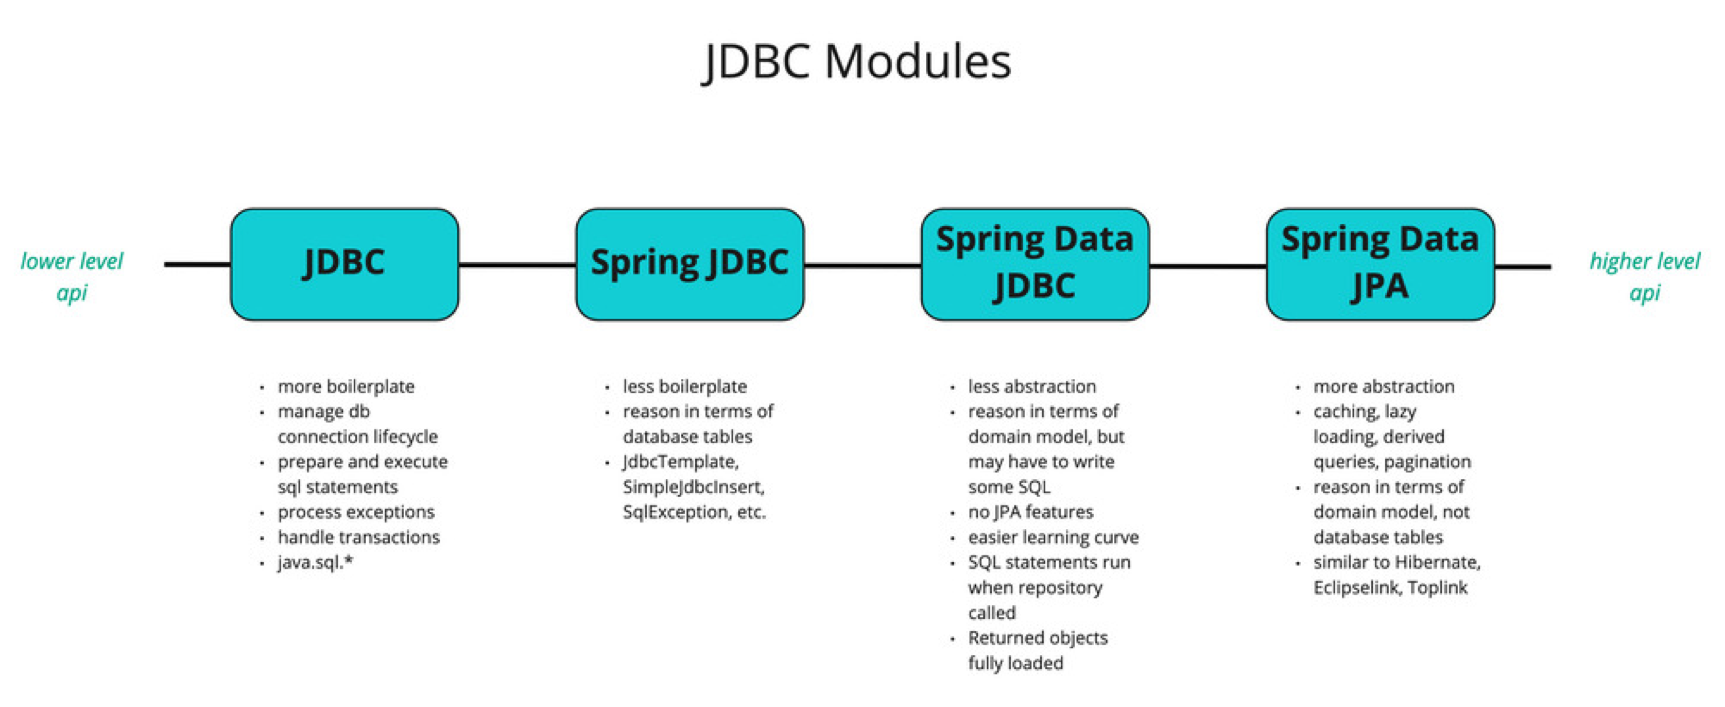 JDBC Modules
lower level
api
JDBC
Spring JDBC
Spring Data
JDBC
Spring Data
JPA
higher level
api
· more boilerplate
· manage db
connection lifecycle
· prepare and execute
sql statements
· process exceptions
· handle transactions
· java.sql.*
· less boilerplate
· reason in terms of
database tables
· JdbcTemplate,
SimpleJdbcInsert,
SqlException, etc.
· less abstraction
· reason in terms of
domain model, but
may have to write
some SQL
· no JPA features
· easier learning curve
· SQL statements run
when repository
called
· Returned objects
fully loaded
· more abstraction
· caching, lazy
loading, derived
queries, pagination
· reason in terms of
domain model, not
database tables
· similar to Hibernate,
Eclipselink, Toplink